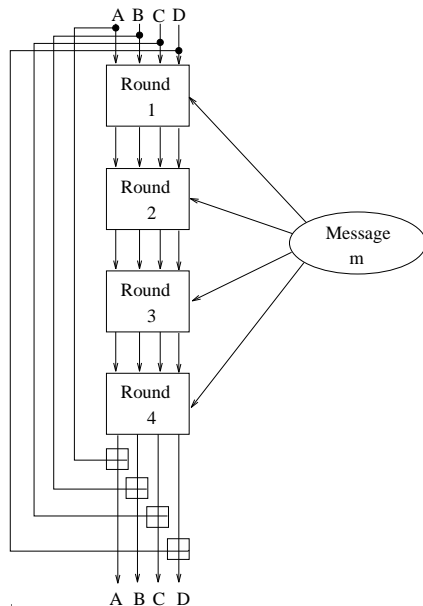 A B C D
Round
1
Round
2
Message
m
Round
3
Round
4
A B C D